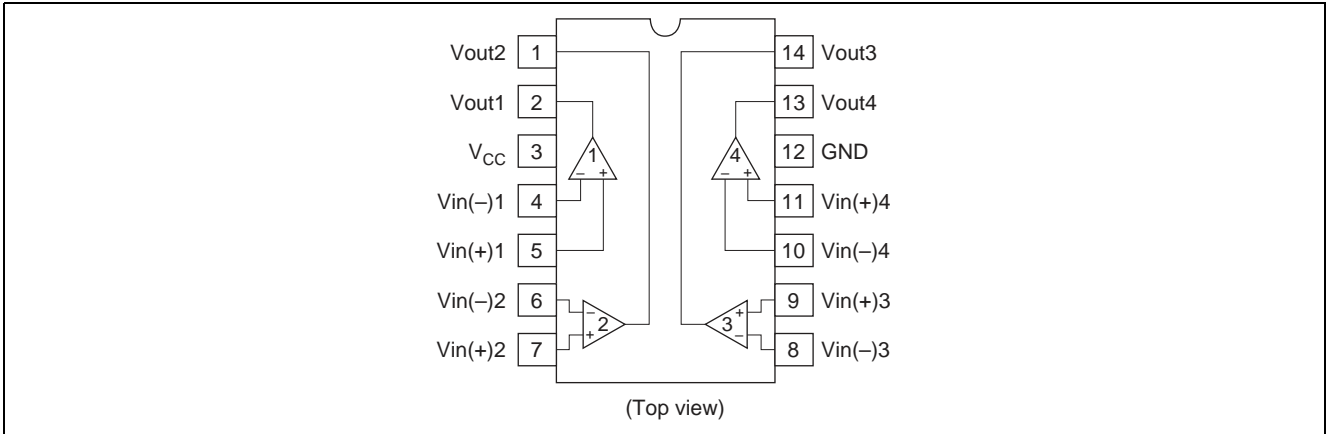 Vout2 1 14 Vout3
Vout1 2 13 Vout4
VCC 3 1 4 12 GND
– + – +
Vin(–)1 4 11 Vin(+)4
Vin(+)1 5 10 Vin(–)4
Vin(–)2 6 – + 9 Vin(+)3
2 3
Vin(+)2 7 + – 8 Vin(–)3
(Top view)